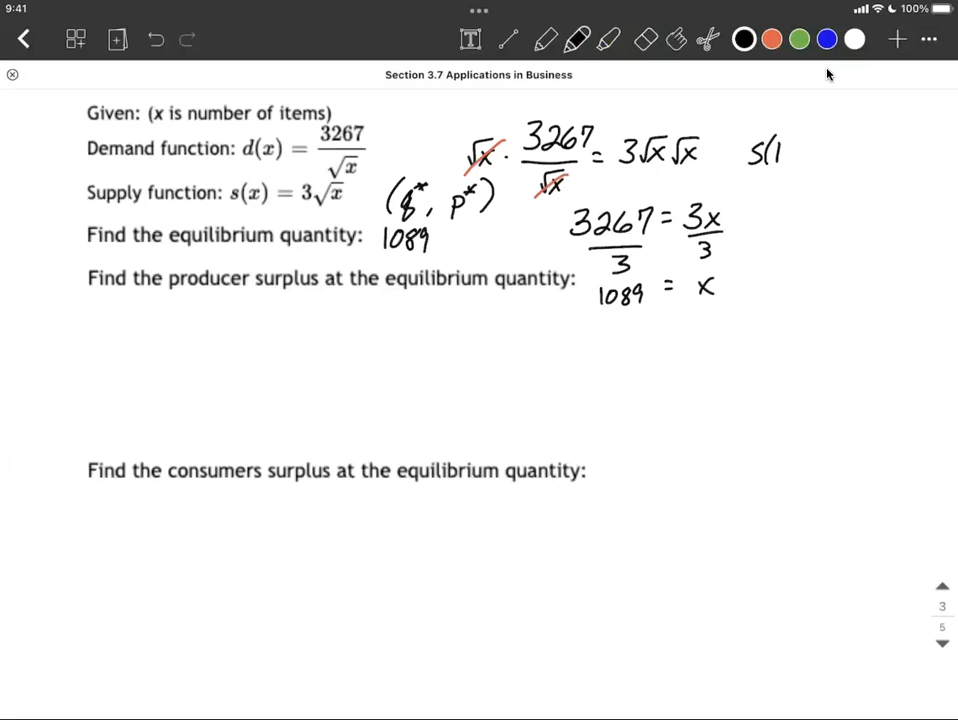 9:41
100%
Section 3.7 Applications in Business
Given: (x is number of items)
Demand function: d(x) = 3267/√x
√x · 3267/√x = 3√x√x
s(1
Supply function: s(x) = 3√x
(q*, p*)
3267/3 = 3x/3
Find the equilibrium quantity: 1089
Find the producer surplus at the equilibrium quantity:
1089 = x
Find the consumers surplus at the equilibrium quantity:
3
5